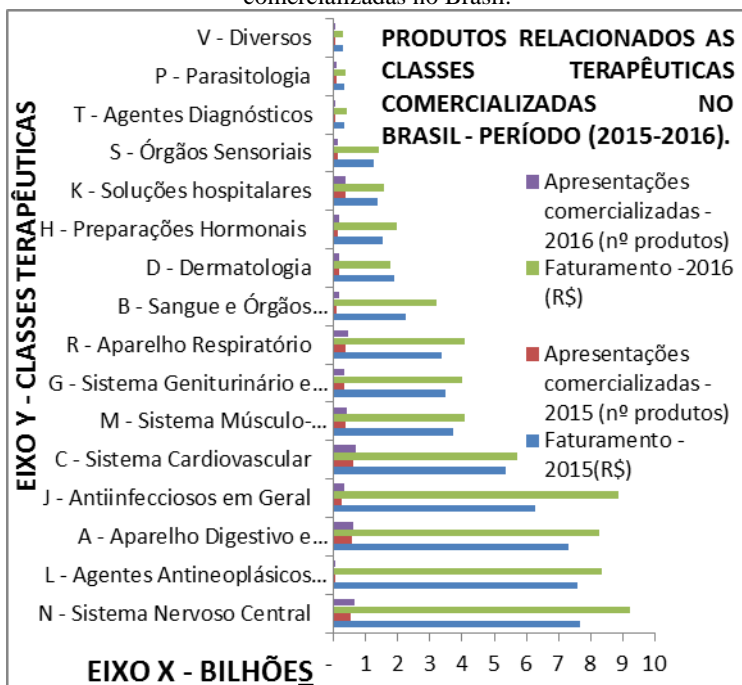 comercializadas no Brasil.
PRODUTOS RELACIONADOS AS
CLASSES TERAPÊUTICAS
COMERCIALIZADAS NO
BRASIL - PERÍODO (2015-2016).
EIXO Y - CLASSES TERAPÊUTICAS
V - Diversos
P - Parasitologia
T - Agentes Diagnósticos
S - Órgãos Sensoriais
K - Soluções hospitalares
H - Preparações Hormonais
D - Dermatologia
B - Sangue e Órgãos...
R - Aparelho Respiratório
G - Sistema Geniturinário e...
M - Sistema Músculo-...
C - Sistema Cardiovascular
J - Antiinfecciosos em Geral
A - Aparelho Digestivo e...
L - Agentes Antineoplásicos...
N - Sistema Nervoso Central
Apresentações
comercializadas -
2016 (nº produtos)
Faturamento -2016
(R$)
Apresentações
comercializadas -
2015 (nº produtos)
Faturamento -
2015(R$)
EIXO X - BILHÕES
- 1 2 3 4 5 6 7 8 9 10